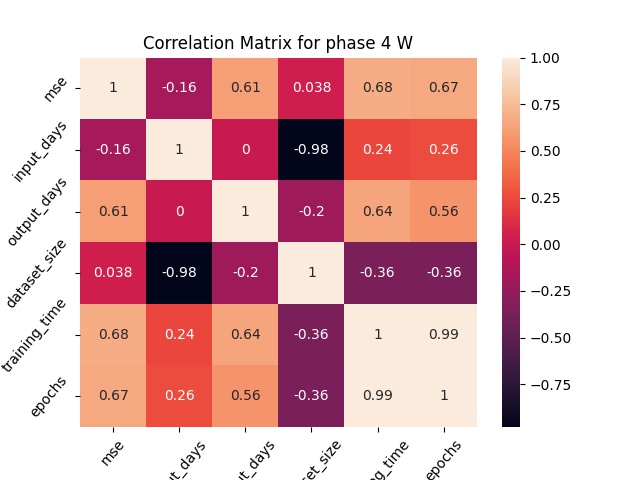 Correlation Matrix for phase 4 W
mse 1 -0.16 0.61 0.038 0.68 0.67
input_days -0.16 1 0 -0.98 0.24 0.26
output_days 0.61 0 1 -0.2 0.64 0.56
dataset_size 0.038 -0.98 -0.2 1 -0.36 -0.36
training_time 0.68 0.24 0.64 -0.36 1 0.99
epochs 0.67 0.26 0.56 -0.36 0.99 1
mse ut_days ut_days set_size ng_time epochs
1.00
0.75
0.50
0.25
0.00
−0.25
−0.50
−0.75